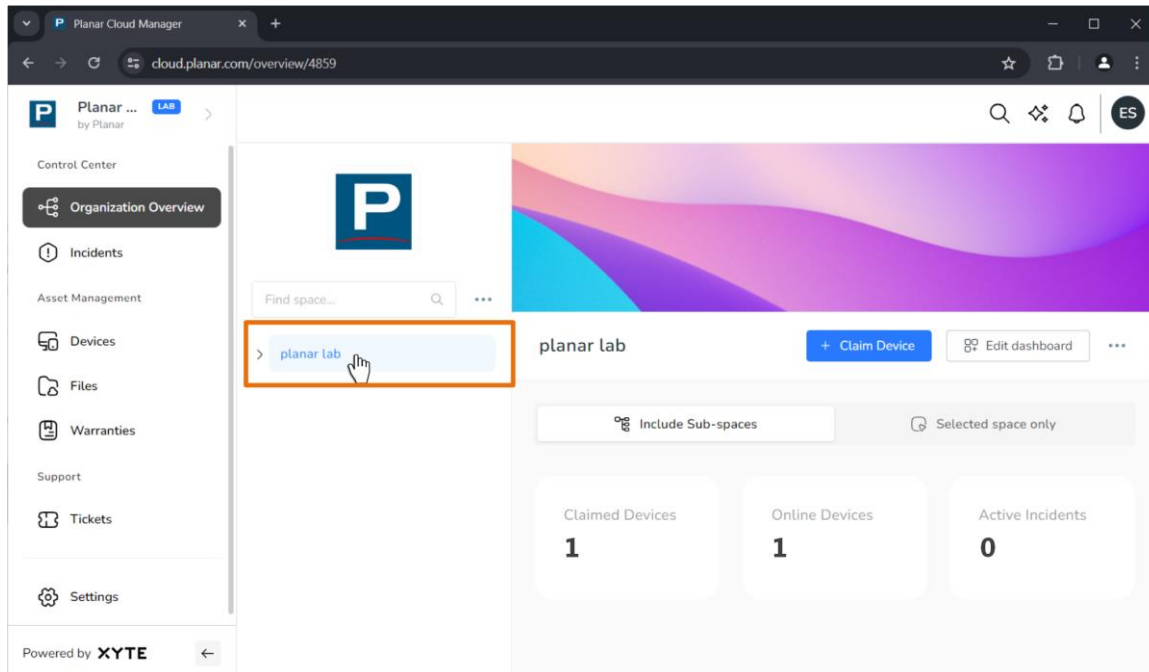 P Planar Cloud Manager
cloud.planar.com/overview/4859
P Planar ... LAB
by Planar
ES
Control Center
Organization Overview
Incidents
Asset Management
Devices
Files
Warranties
Support
Tickets
Settings
Powered by XYTE
P
Find space...
planar lab
planar lab
+ Claim Device
Edit dashboard
Include Sub-spaces
Selected space only
Claimed Devices
1
Online Devices
1
Active Incidents
0